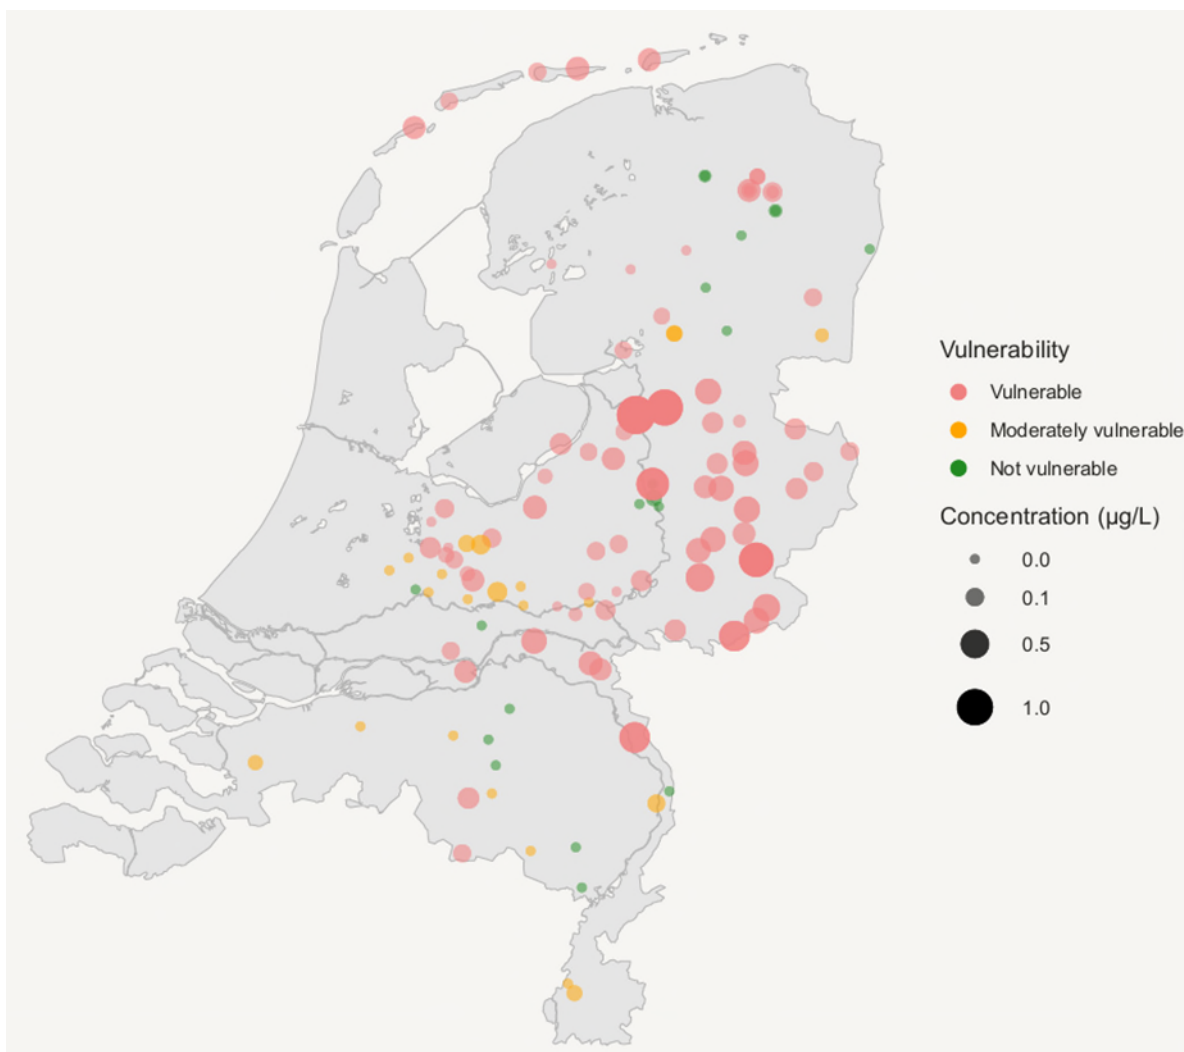 Vulnerability
Vulnerable
Moderately vulnerable
Not vulnerable
Concentration (µg/L)
0.0
0.1
0.5
1.0